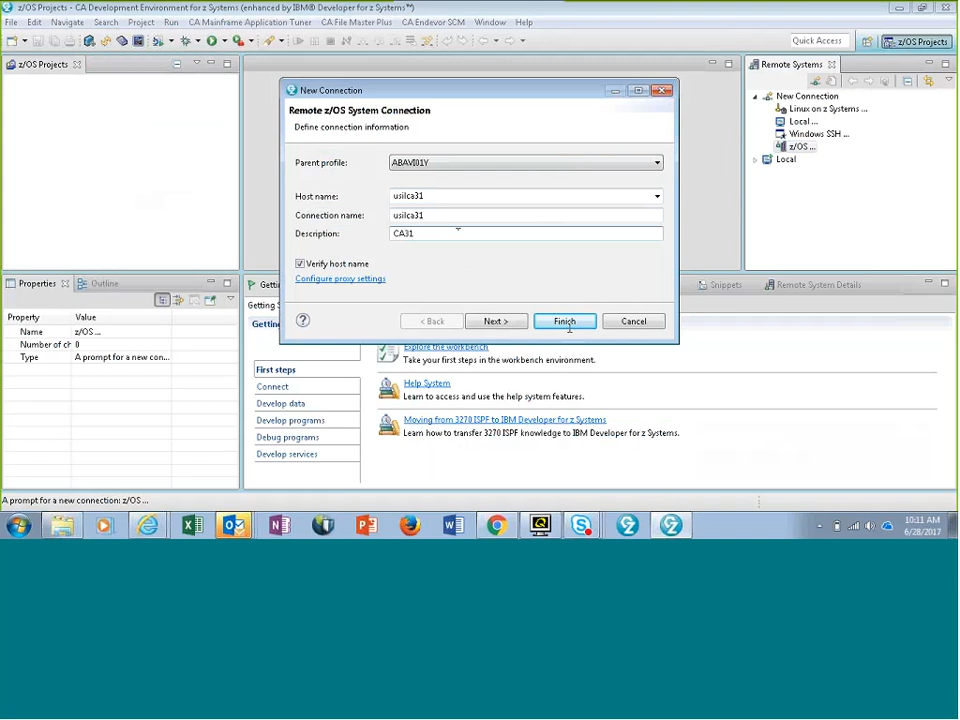 z/OS Projects - CA Development Environment for z Systems (enhanced by IBM® Developer for z Systems™)
File Edit Navigate Search Project Run CA Mainframe Application Tuner CA File Master Plus CA Endevor SCM Window Help
Quick Access
z/OS Projects
z/OS Projects
New Connection
Remote z/OS System Connection
Define connection information
Parent profile: ABAVI01Y
Host name: usilca31
Connection name: usilca31
Description: CA31
Verify host name
Configure proxy settings
< Back Next > Finish Cancel
Remote Systems
New Connection
Linux on z Systems ...
Local ...
Windows SSH ...
z/OS ...
Local
Properties Outline
Property Value
Name z/OS ...
Number of ch 0
Type A prompt for a new con...
Snippets Remote System Details
First steps
Connect
Develop data
Develop programs
Debug programs
Develop services
Explore the workbench
Take your first steps in the workbench environment.
Help System
Learn to access and use the help system features.
Moving from 3270 ISPF to IBM Developer for z Systems
Learn how to transfer 3270 ISPF knowledge to IBM Developer for z Systems.
A prompt for a new connection: z/OS ...
10:11 AM
6/28/2017